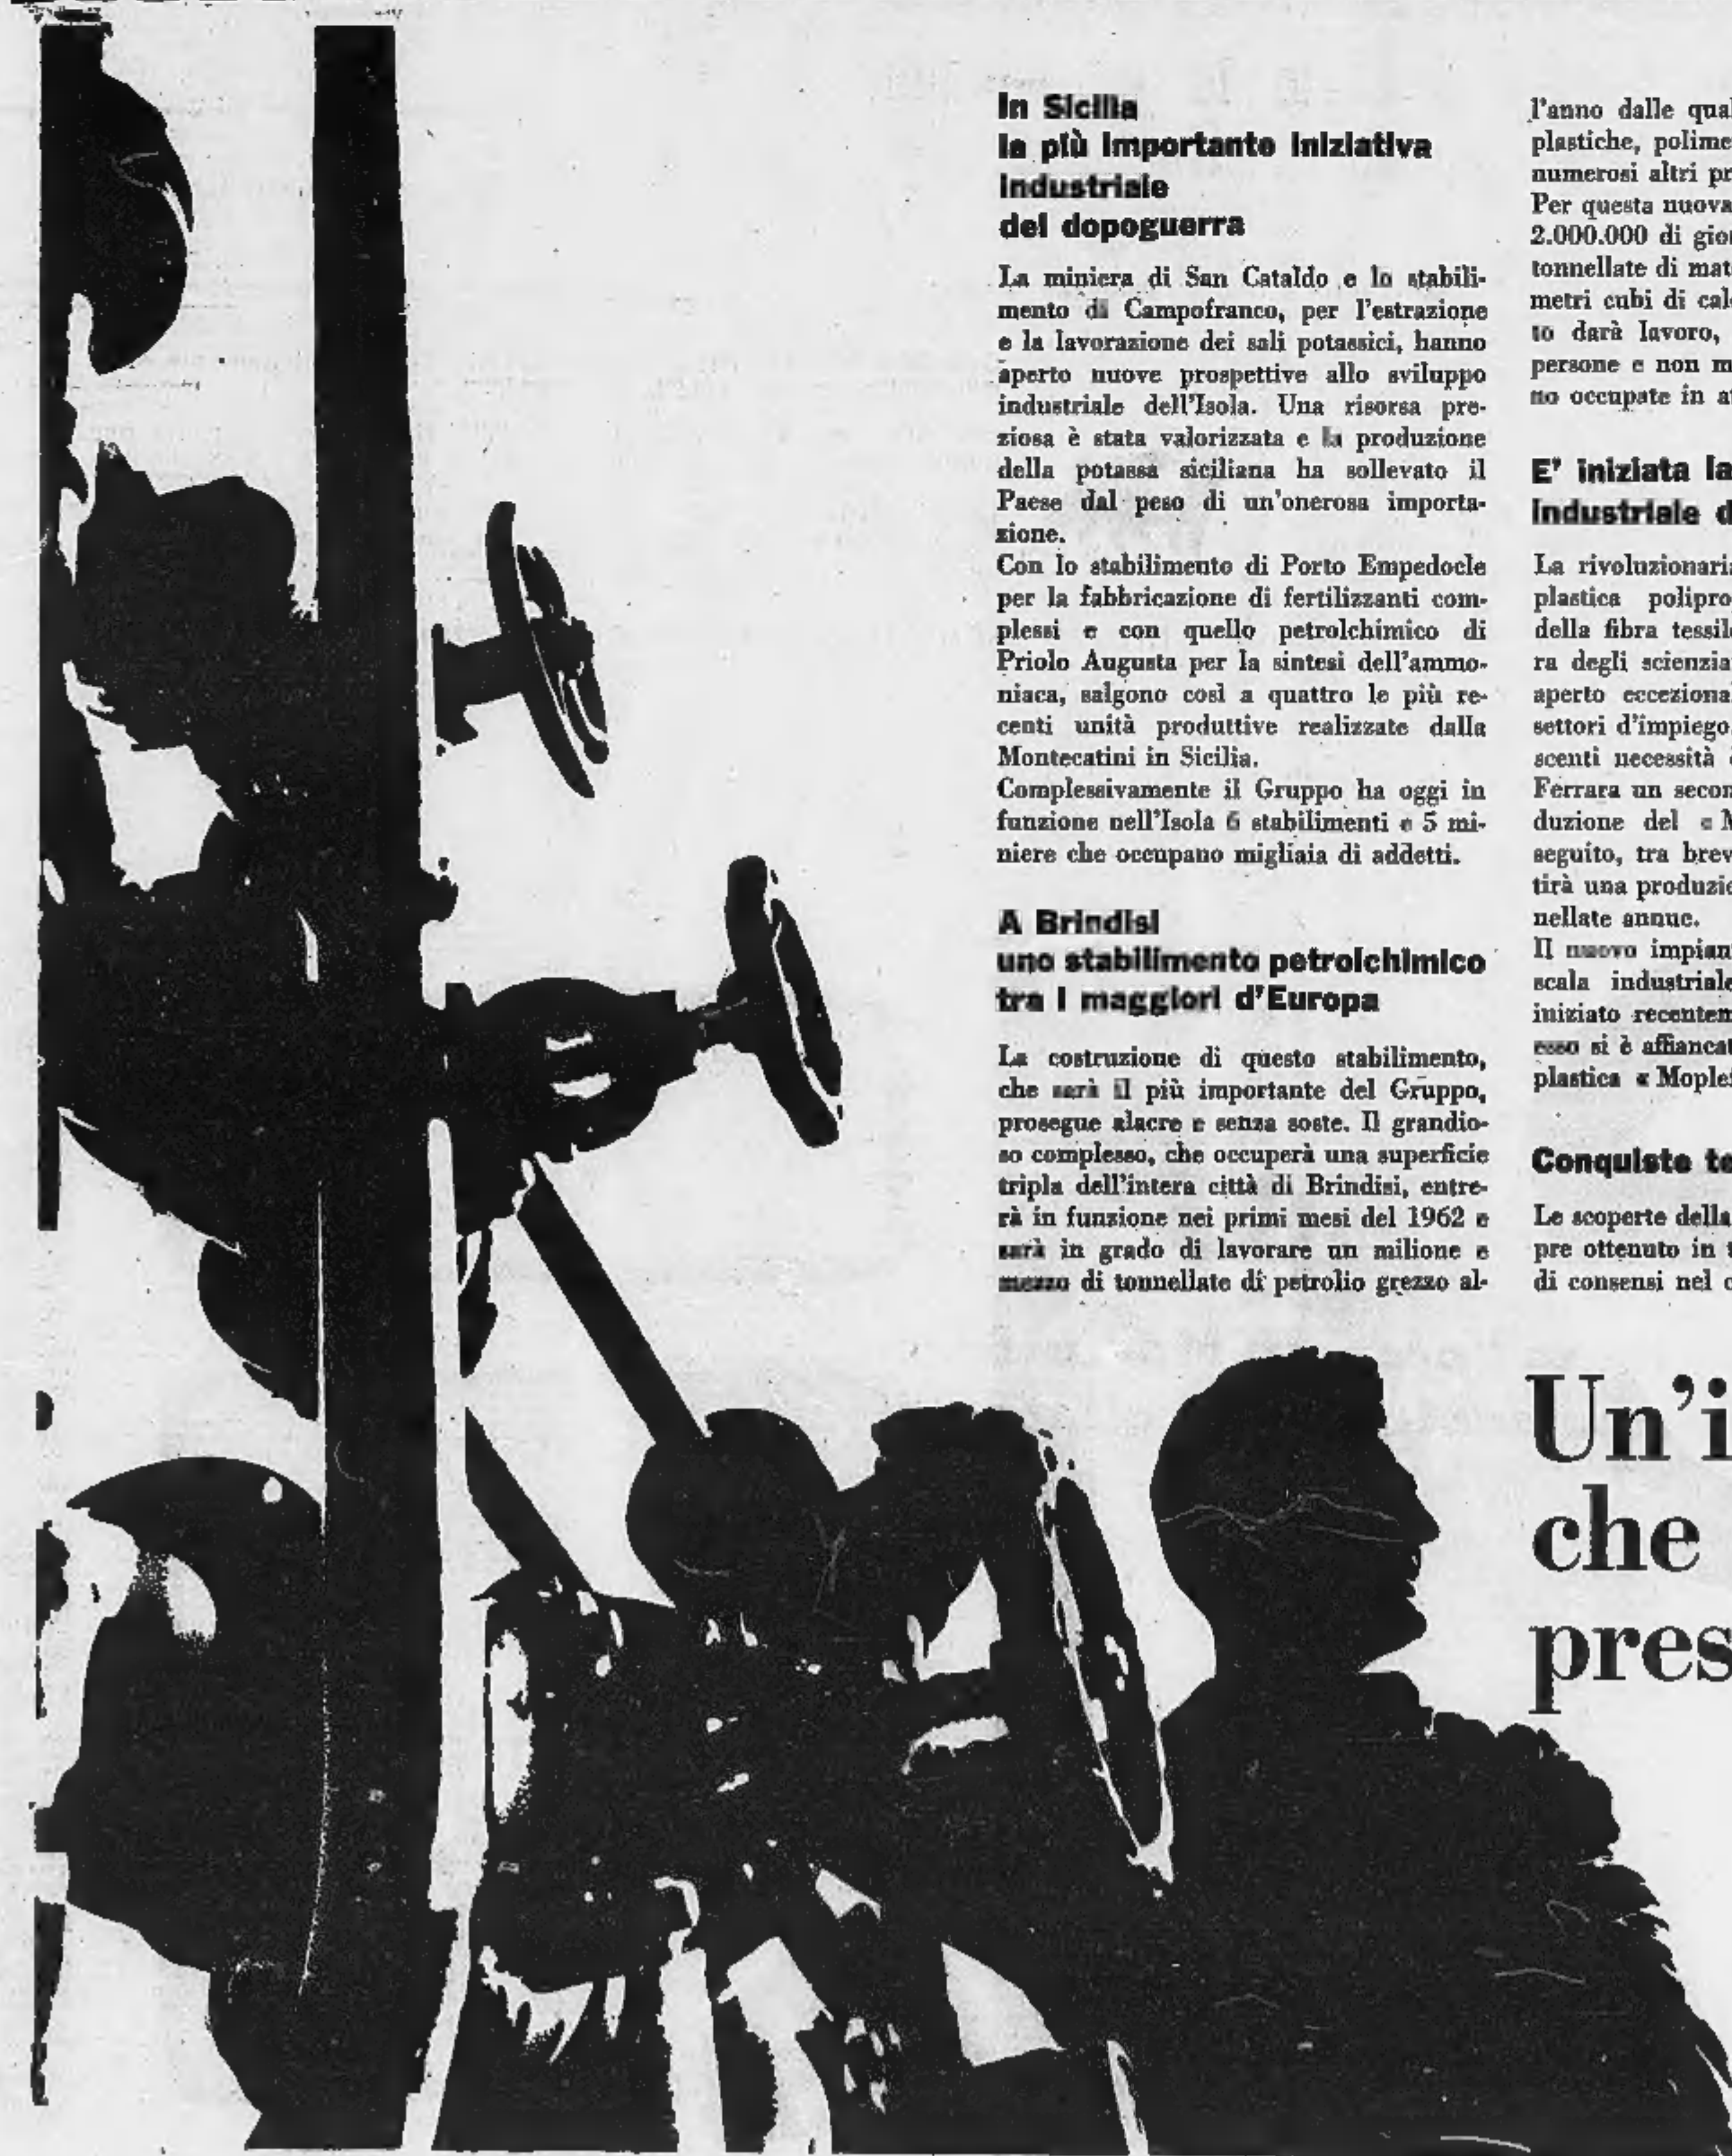 In Sicilia
la più importante iniziativa
industriale
del dopoguerra
La miniera di San Cataldo e lo stabili-
mento di Campofranco, per l'estrazione
e la lavorazione dei sali potassici, hanno
aperto nuove prospettive allo sviluppo
industriale dell'Isola. Una risorsa pre-
ziosa è stata valorizzata e la produzione
della potassa siciliana ha sollevato il
Paese dal peso di un'onerosa importa-
zione.
Con lo stabilimento di Porto Empedocle
per la fabbricazione di fertilizzanti com-
plessi e con quello petrolchimico di
Priolo Augusta per la sintesi dell'ammo-
niaca, salgono così a quattro le più re-
centi unità produttive realizzate dalla
Montecatini in Sicilia.
Complessivamente il Gruppo ha oggi in
funzione nell'Isola 6 stabilimenti e 5 mi-
niere che occupano migliaia di addetti.
A Brindisi
uno stabilimento petrolchimico
tra i maggiori d'Europa
La costruzione di questo stabilimento,
che sarà il più importante del Gruppo,
prosegue alacre e senza soste. Il grandio-
so complesso, che occuperà una superficie
tripla dell'intera città di Brindisi, entre-
rà in funzione nei primi mesi del 1962 e
sarà in grado di lavorare un milione e
mezzo di tonnellate di petrolio grezzo al-
l'anno dalle qual
plastiche, polime
numerosi altri pr
Per questa nuova
2.000.000 di gio
tonnellate di mat
metri cubi di cal
to darà lavoro,
persone e non m
no occupate in a
E' iniziata la
industriale d
La rivoluzionaria
plastica polipro
della fibra tessil
ra degli scienzia
aperto ecceziona
settori d'impiego.
scenti necessità
Ferrara un secon
duzione del « M
seguito, tra brev
tirà una produzi
nellate annue.
Il nuovo impian
scala industriale
iniziato recentem
esso si è affiancat
plastica « Mople
Conquiste te
Le scoperte della
pre ottenuto in t
di consensi nel c
Un'i
che
pres